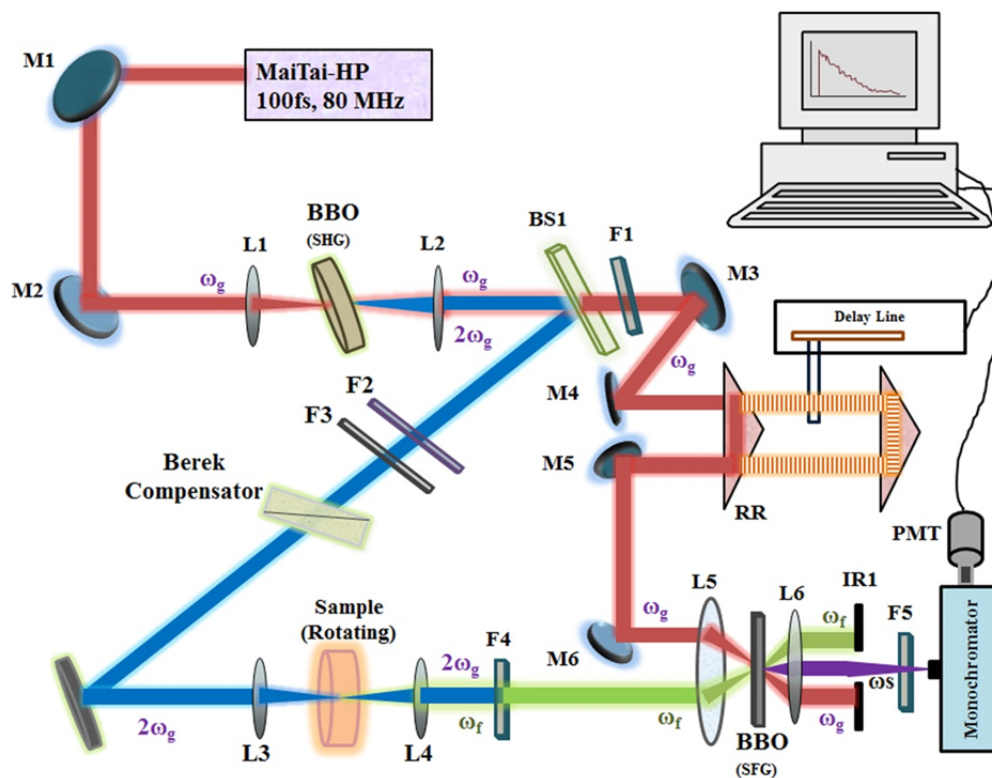 M1
MaiTai-HP
100fs, 80 MHz
BBO
(SHG)
L1
L2
BS1
F1
M3
M2
ωg
ωg
2ωg
ωg
Delay Line
M4
F2
F3
M5
Berek
Compensator
RR
PMT
Sample
(Rotating)
F4
L5
L6
IR1
F5
ωg
ωf
M6
2ωg
ωs
Monochromator
2ωg
ωf
ωf
ωg
L3
L4
BBO
(SFG)